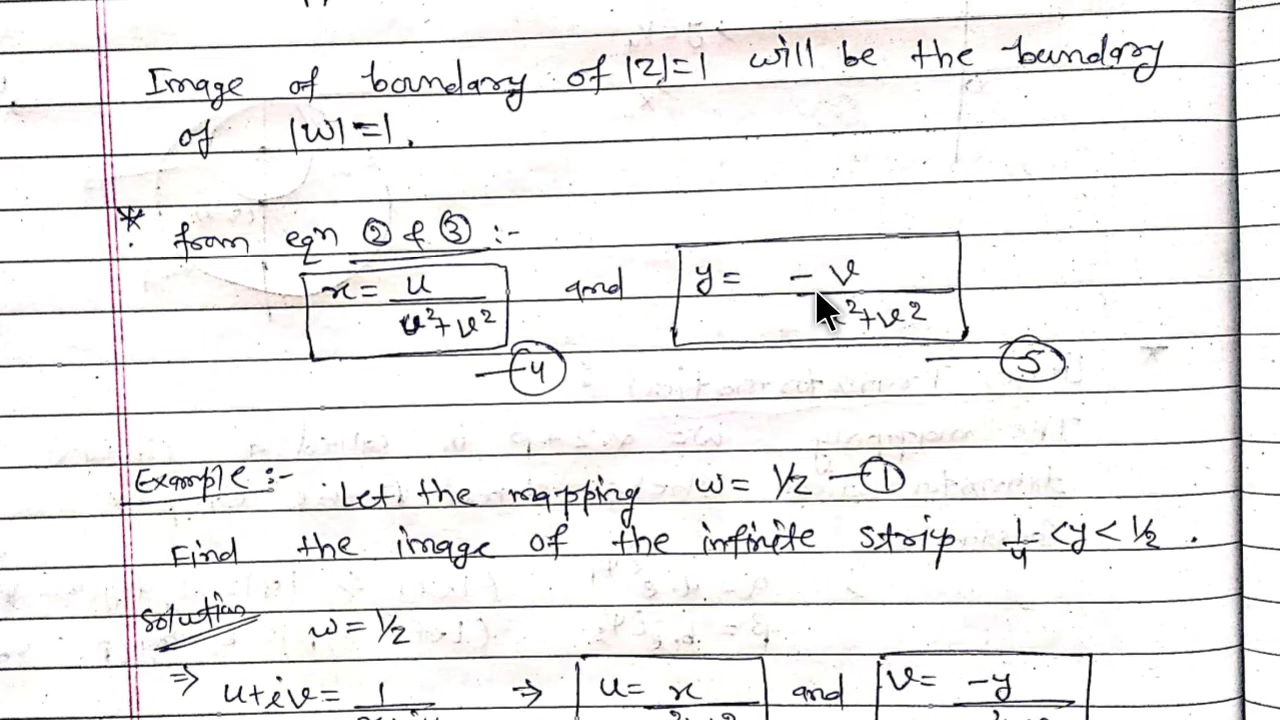 Image of boundary of |z|=1 will be the bundary
of |w|=1.
* from eqn ② & ③ :-
x = u / u²+v² and y = -v / u²+v²
—④ —⑤
Example :- Let the mapping w = 1/z —①
Find the image of the infinite strip 1/4 < y < 1/2 .
Solution w = 1/z
⇒ u+iv = 1 ⇒ u = x and v = -y